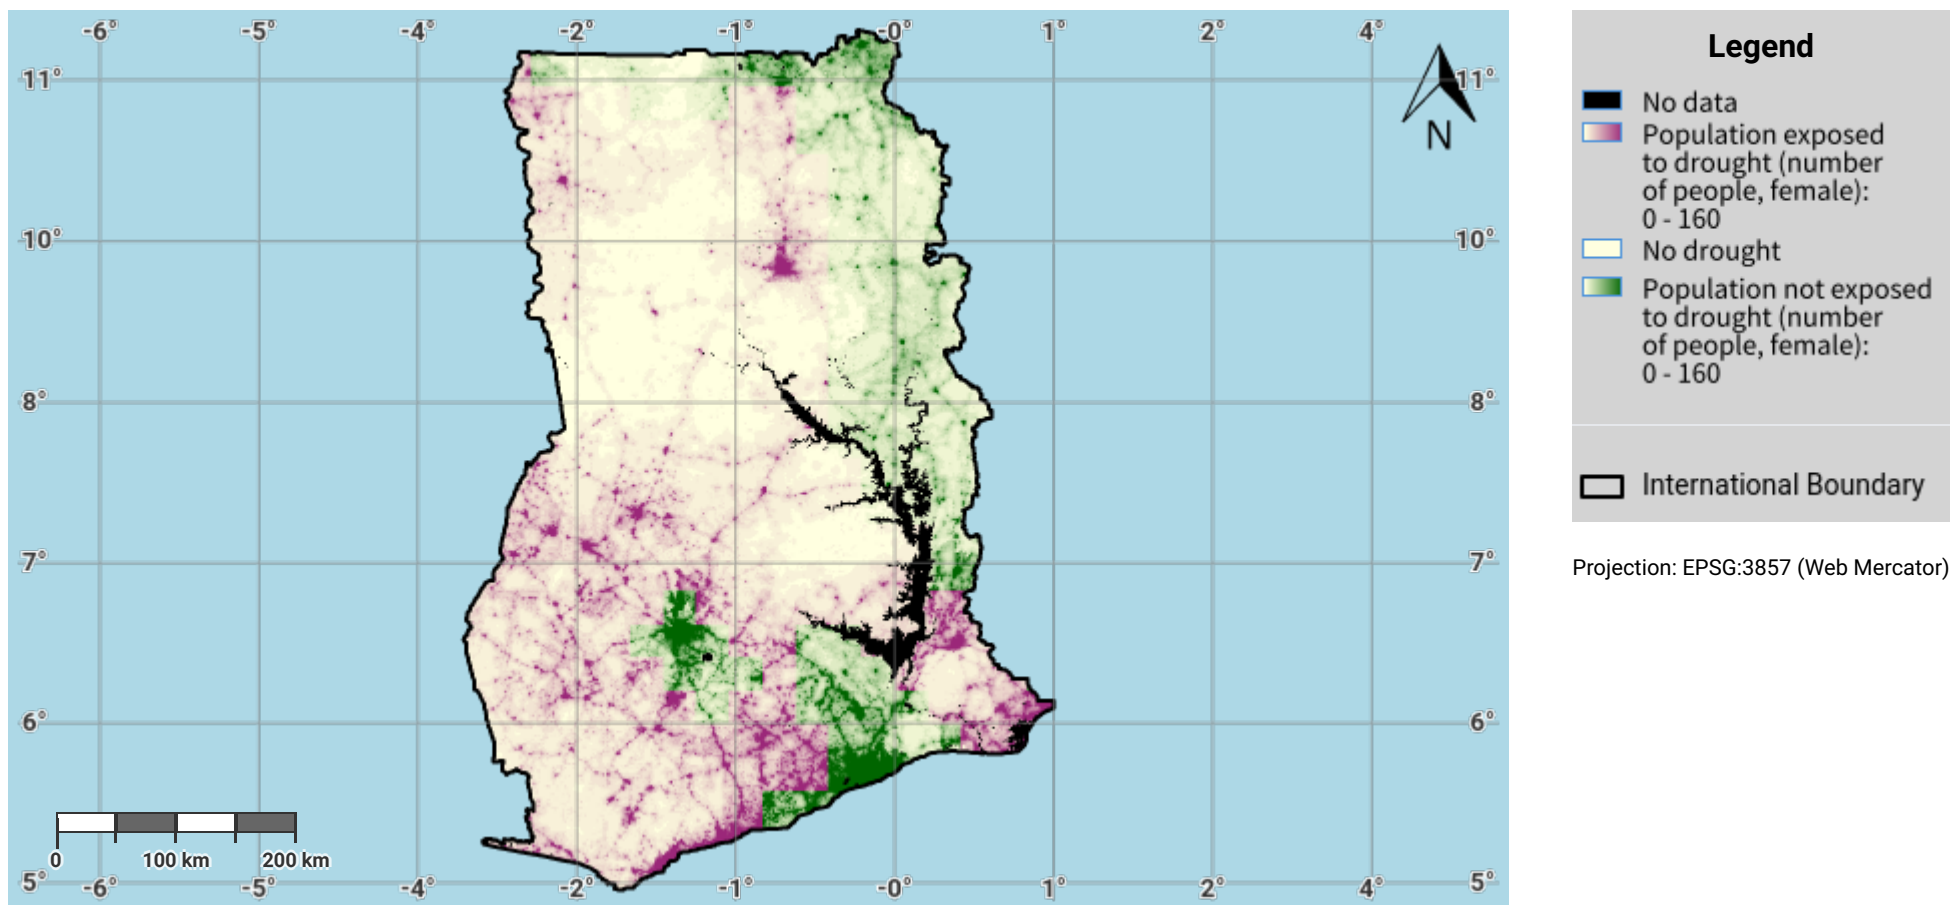 -6° -5° -4° -2° -1° -0° 1° 2° 4°
11° 11°
10° 10°
8° 8°
7° 7°
6° 6°
5° 5°
-6° -5° -4° -2° -1° -0° 1° 2° 4°
N
0 100 km 200 km
Legend
No data
Population exposed
to drought (number
of people, female):
0 - 160
No drought
Population not exposed
to drought (number
of people, female):
0 - 160
International Boundary
Projection: EPSG:3857 (Web Mercator)